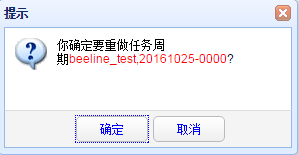 提示
你确定要重做任务周
期beeline_test,20161025-0000?
确定
取消